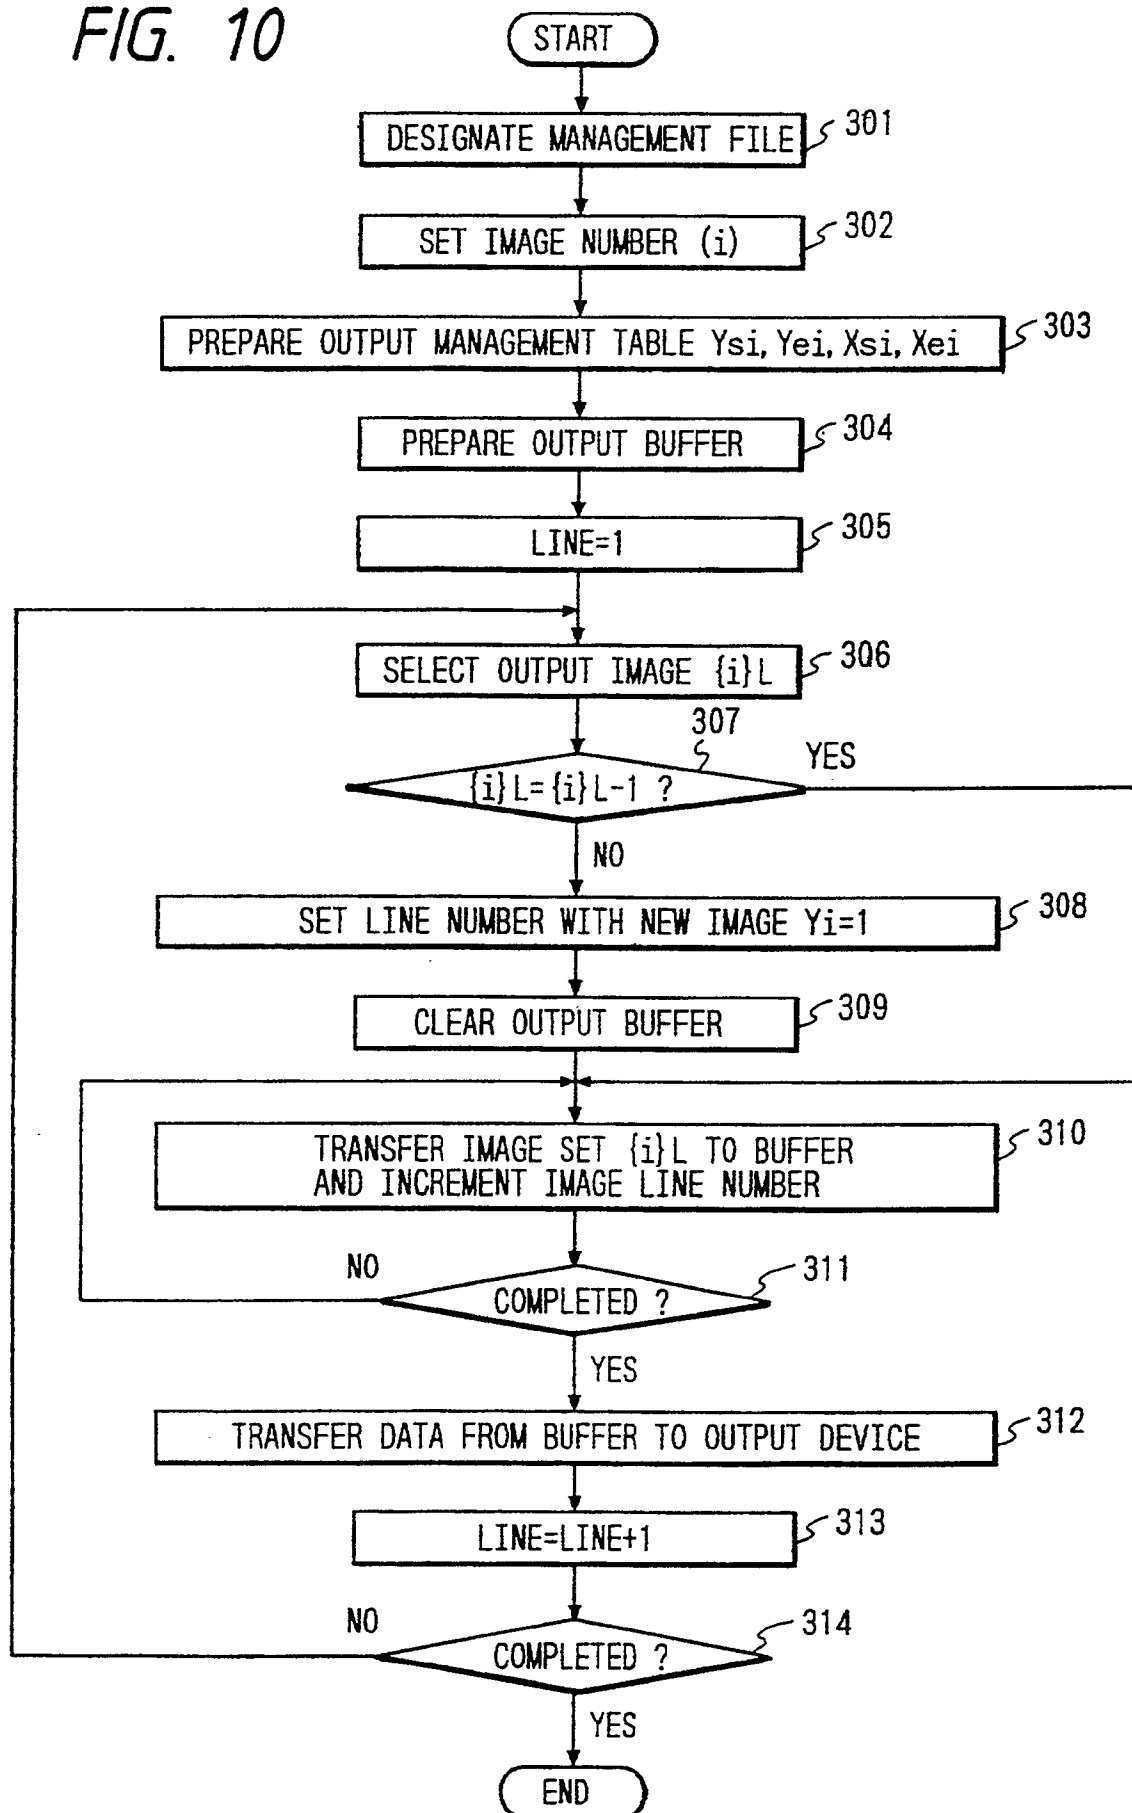 FIG. 10
START
DESIGNATE MANAGEMENT FILE
301
SET IMAGE NUMBER (i)
302
PREPARE OUTPUT MANAGEMENT TABLE Ysi, Yei, Xsi, Xei
303
PREPARE OUTPUT BUFFER
304
LINE=1
305
SELECT OUTPUT IMAGE {i}L
306
307
{i}L={i}L-1 ?
YES
NO
SET LINE NUMBER WITH NEW IMAGE Yi=1
308
CLEAR OUTPUT BUFFER
309
TRANSFER IMAGE SET {i}L TO BUFFER
AND INCREMENT IMAGE LINE NUMBER
310
NO
COMPLETED ?
311
YES
TRANSFER DATA FROM BUFFER TO OUTPUT DEVICE
312
LINE=LINE+1
313
NO
COMPLETED ?
314
YES
END